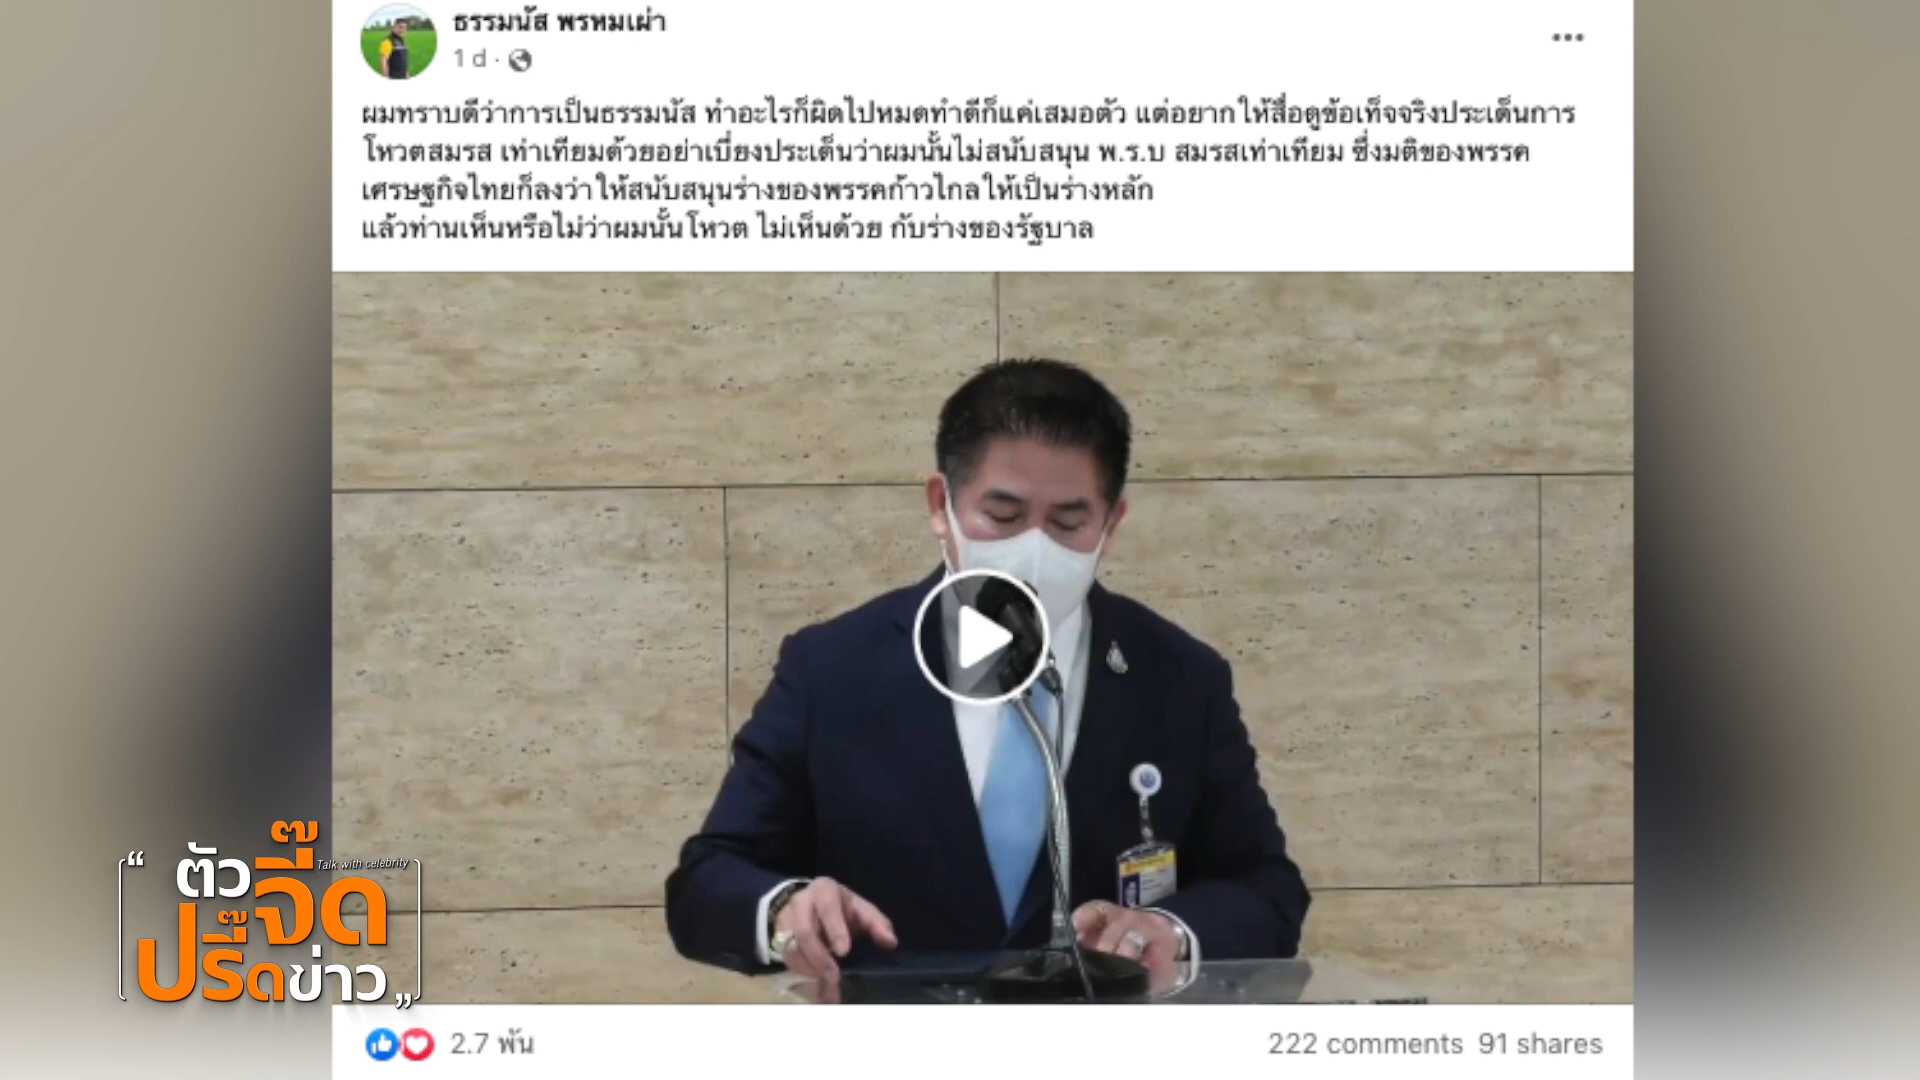 ธรรมนัส พรหมเผ่า
1 d ·
ผมทราบดีว่าการเป็นธรรมนัส ทำอะไรก็ผิดไปหมดทำดีก็แค่เสมอตัว แต่อยากให้สื่อดูข้อเท็จจริงประเด็นการ
โหวตสมรส เท่าเทียมด้วยอย่าเบี่ยงประเด็นว่าผมนั้นไม่สนับสนุน พ.ร.บ สมรสเท่าเทียม ซึ่งมติของพรรค
เศรษฐกิจไทยก็ลงว่าให้สนับสนุนร่างของพรรคก้าวไกลให้เป็นร่างหลัก
แล้วท่านเห็นหรือไม่ว่าผมนั้นโหวต ไม่เห็นด้วย กับร่างของรัฐบาล
“ตัวจี๊ด
Talk with celebrity
ปรี๊ดข่าว„
2.7 พัน
222 comments 91 shares